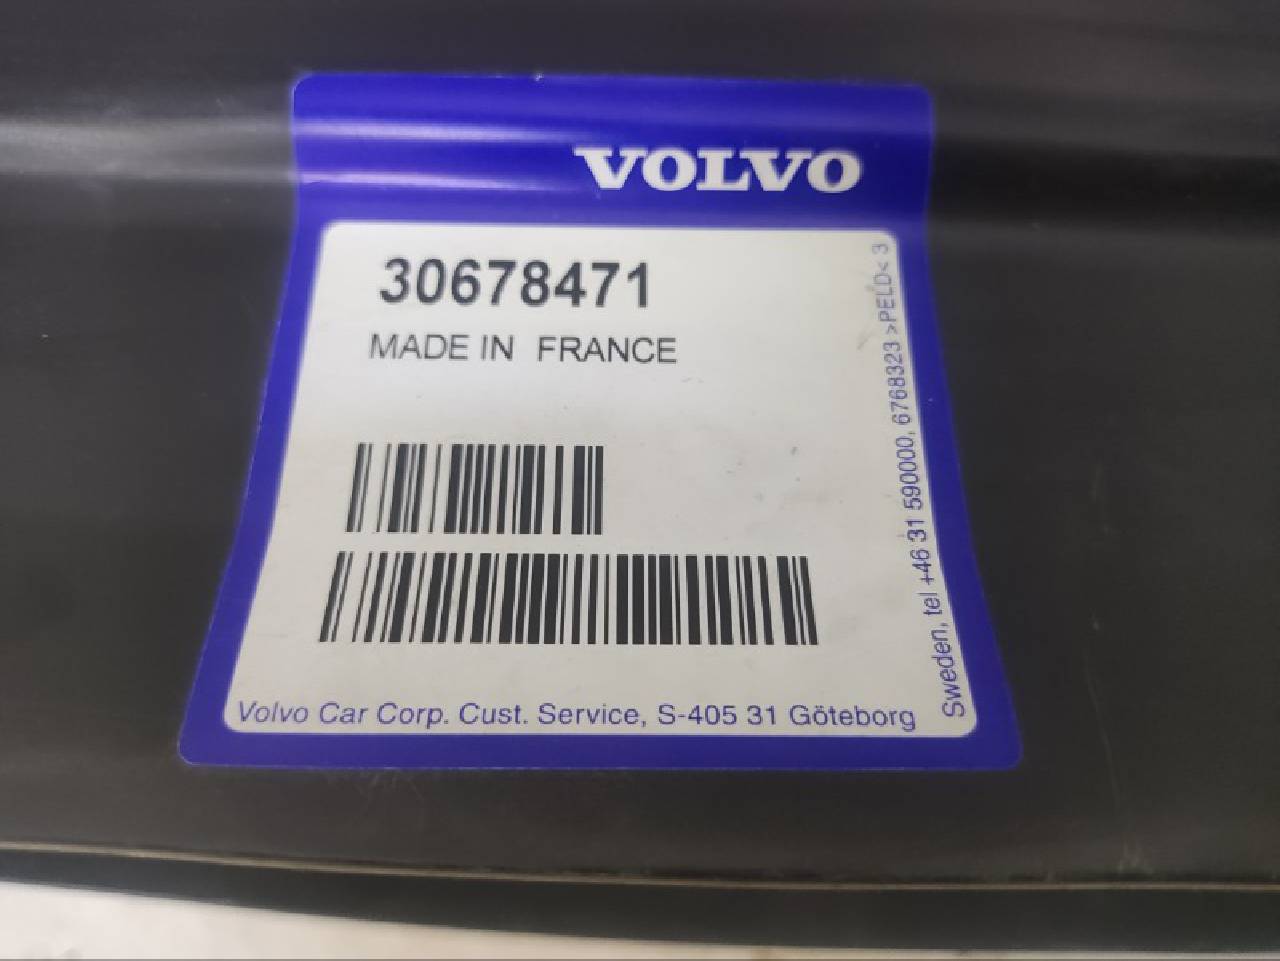 VOLVO
30678471
MADE IN FRANCE
Volvo Car Corp. Cust. Service, S-405 31 Göteborg
Sweden, tel +46 31 590000, 6768323 >PELD< 3